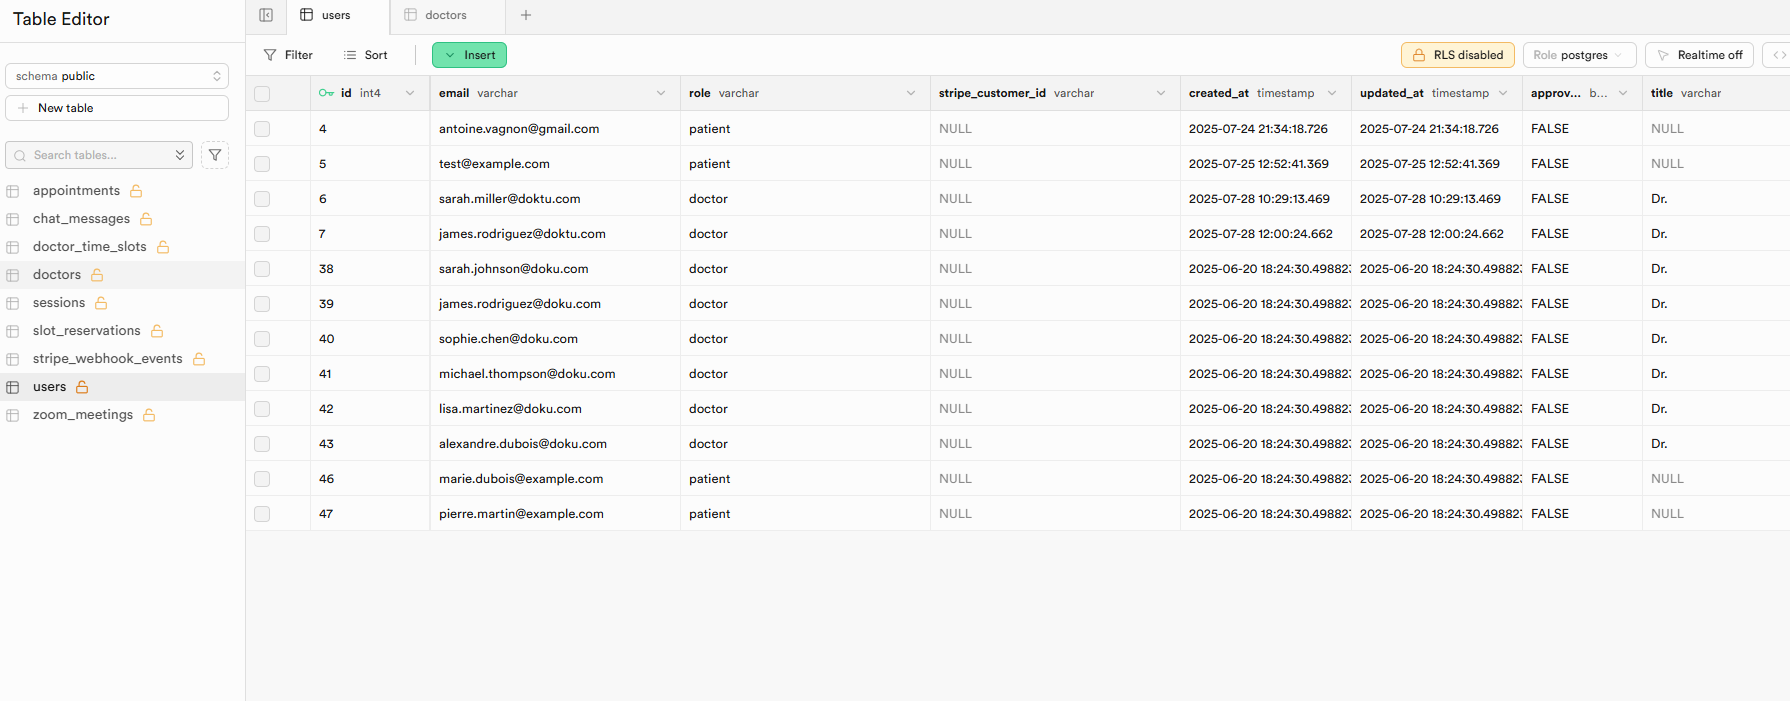 Table Editor
schema public
New table
Search tables...
appointments
chat_messages
doctor_time_slots
doctors
sessions
slot_reservations
stripe_webhook_events
users
zoom_meetings
users doctors
Filter Sort Insert RLS disabled Role postgres Realtime off
id int4 email varchar role varchar stripe_customer_id varchar created_at timestamp updated_at timestamp approv... b... title varchar
4 antoine.vagnon@gmail.com patient NULL 2025-07-24 21:34:18.726 2025-07-24 21:34:18.726 FALSE NULL
5 test@example.com patient NULL 2025-07-25 12:52:41.369 2025-07-25 12:52:41.369 FALSE NULL
6 sarah.miller@doktu.com doctor NULL 2025-07-28 10:29:13.469 2025-07-28 10:29:13.469 FALSE Dr.
7 james.rodriguez@doktu.com doctor NULL 2025-07-28 12:00:24.662 2025-07-28 12:00:24.662 FALSE Dr.
38 sarah.johnson@doku.com doctor NULL 2025-06-20 18:24:30.49882 2025-06-20 18:24:30.49882 FALSE Dr.
39 james.rodriguez@doku.com doctor NULL 2025-06-20 18:24:30.49882 2025-06-20 18:24:30.49882 FALSE Dr.
40 sophie.chen@doku.com doctor NULL 2025-06-20 18:24:30.49882 2025-06-20 18:24:30.49882 FALSE Dr.
41 michael.thompson@doku.com doctor NULL 2025-06-20 18:24:30.49882 2025-06-20 18:24:30.49882 FALSE Dr.
42 lisa.martinez@doku.com doctor NULL 2025-06-20 18:24:30.49882 2025-06-20 18:24:30.49882 FALSE Dr.
43 alexandre.dubois@doku.com doctor NULL 2025-06-20 18:24:30.49882 2025-06-20 18:24:30.49882 FALSE Dr.
46 marie.dubois@example.com patient NULL 2025-06-20 18:24:30.49882 2025-06-20 18:24:30.49882 FALSE NULL
47 pierre.martin@example.com patient NULL 2025-06-20 18:24:30.49882 2025-06-20 18:24:30.49882 FALSE NULL